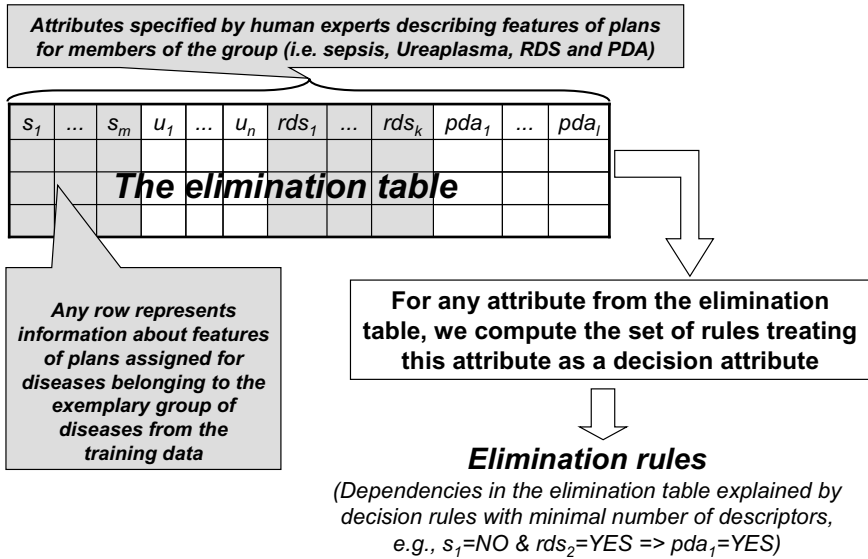 Attributes specified by human experts describing features of plans
for members of the group (i.e. sepsis, Ureaplasma, RDS and PDA)
s1 ... sm u1 ... un rds1 ... rdsk pda1 ... pdal
The elimination table
Any row represents
information about features
of plans assigned for
diseases belonging to the
exemplary group of
diseases from the
training data
For any attribute from the elimination
table, we compute the set of rules treating
this attribute as a decision attribute
Elimination rules
(Dependencies in the elimination table explained by
decision rules with minimal number of descriptors,
e.g., s1=NO & rds2=YES => pda1=YES)